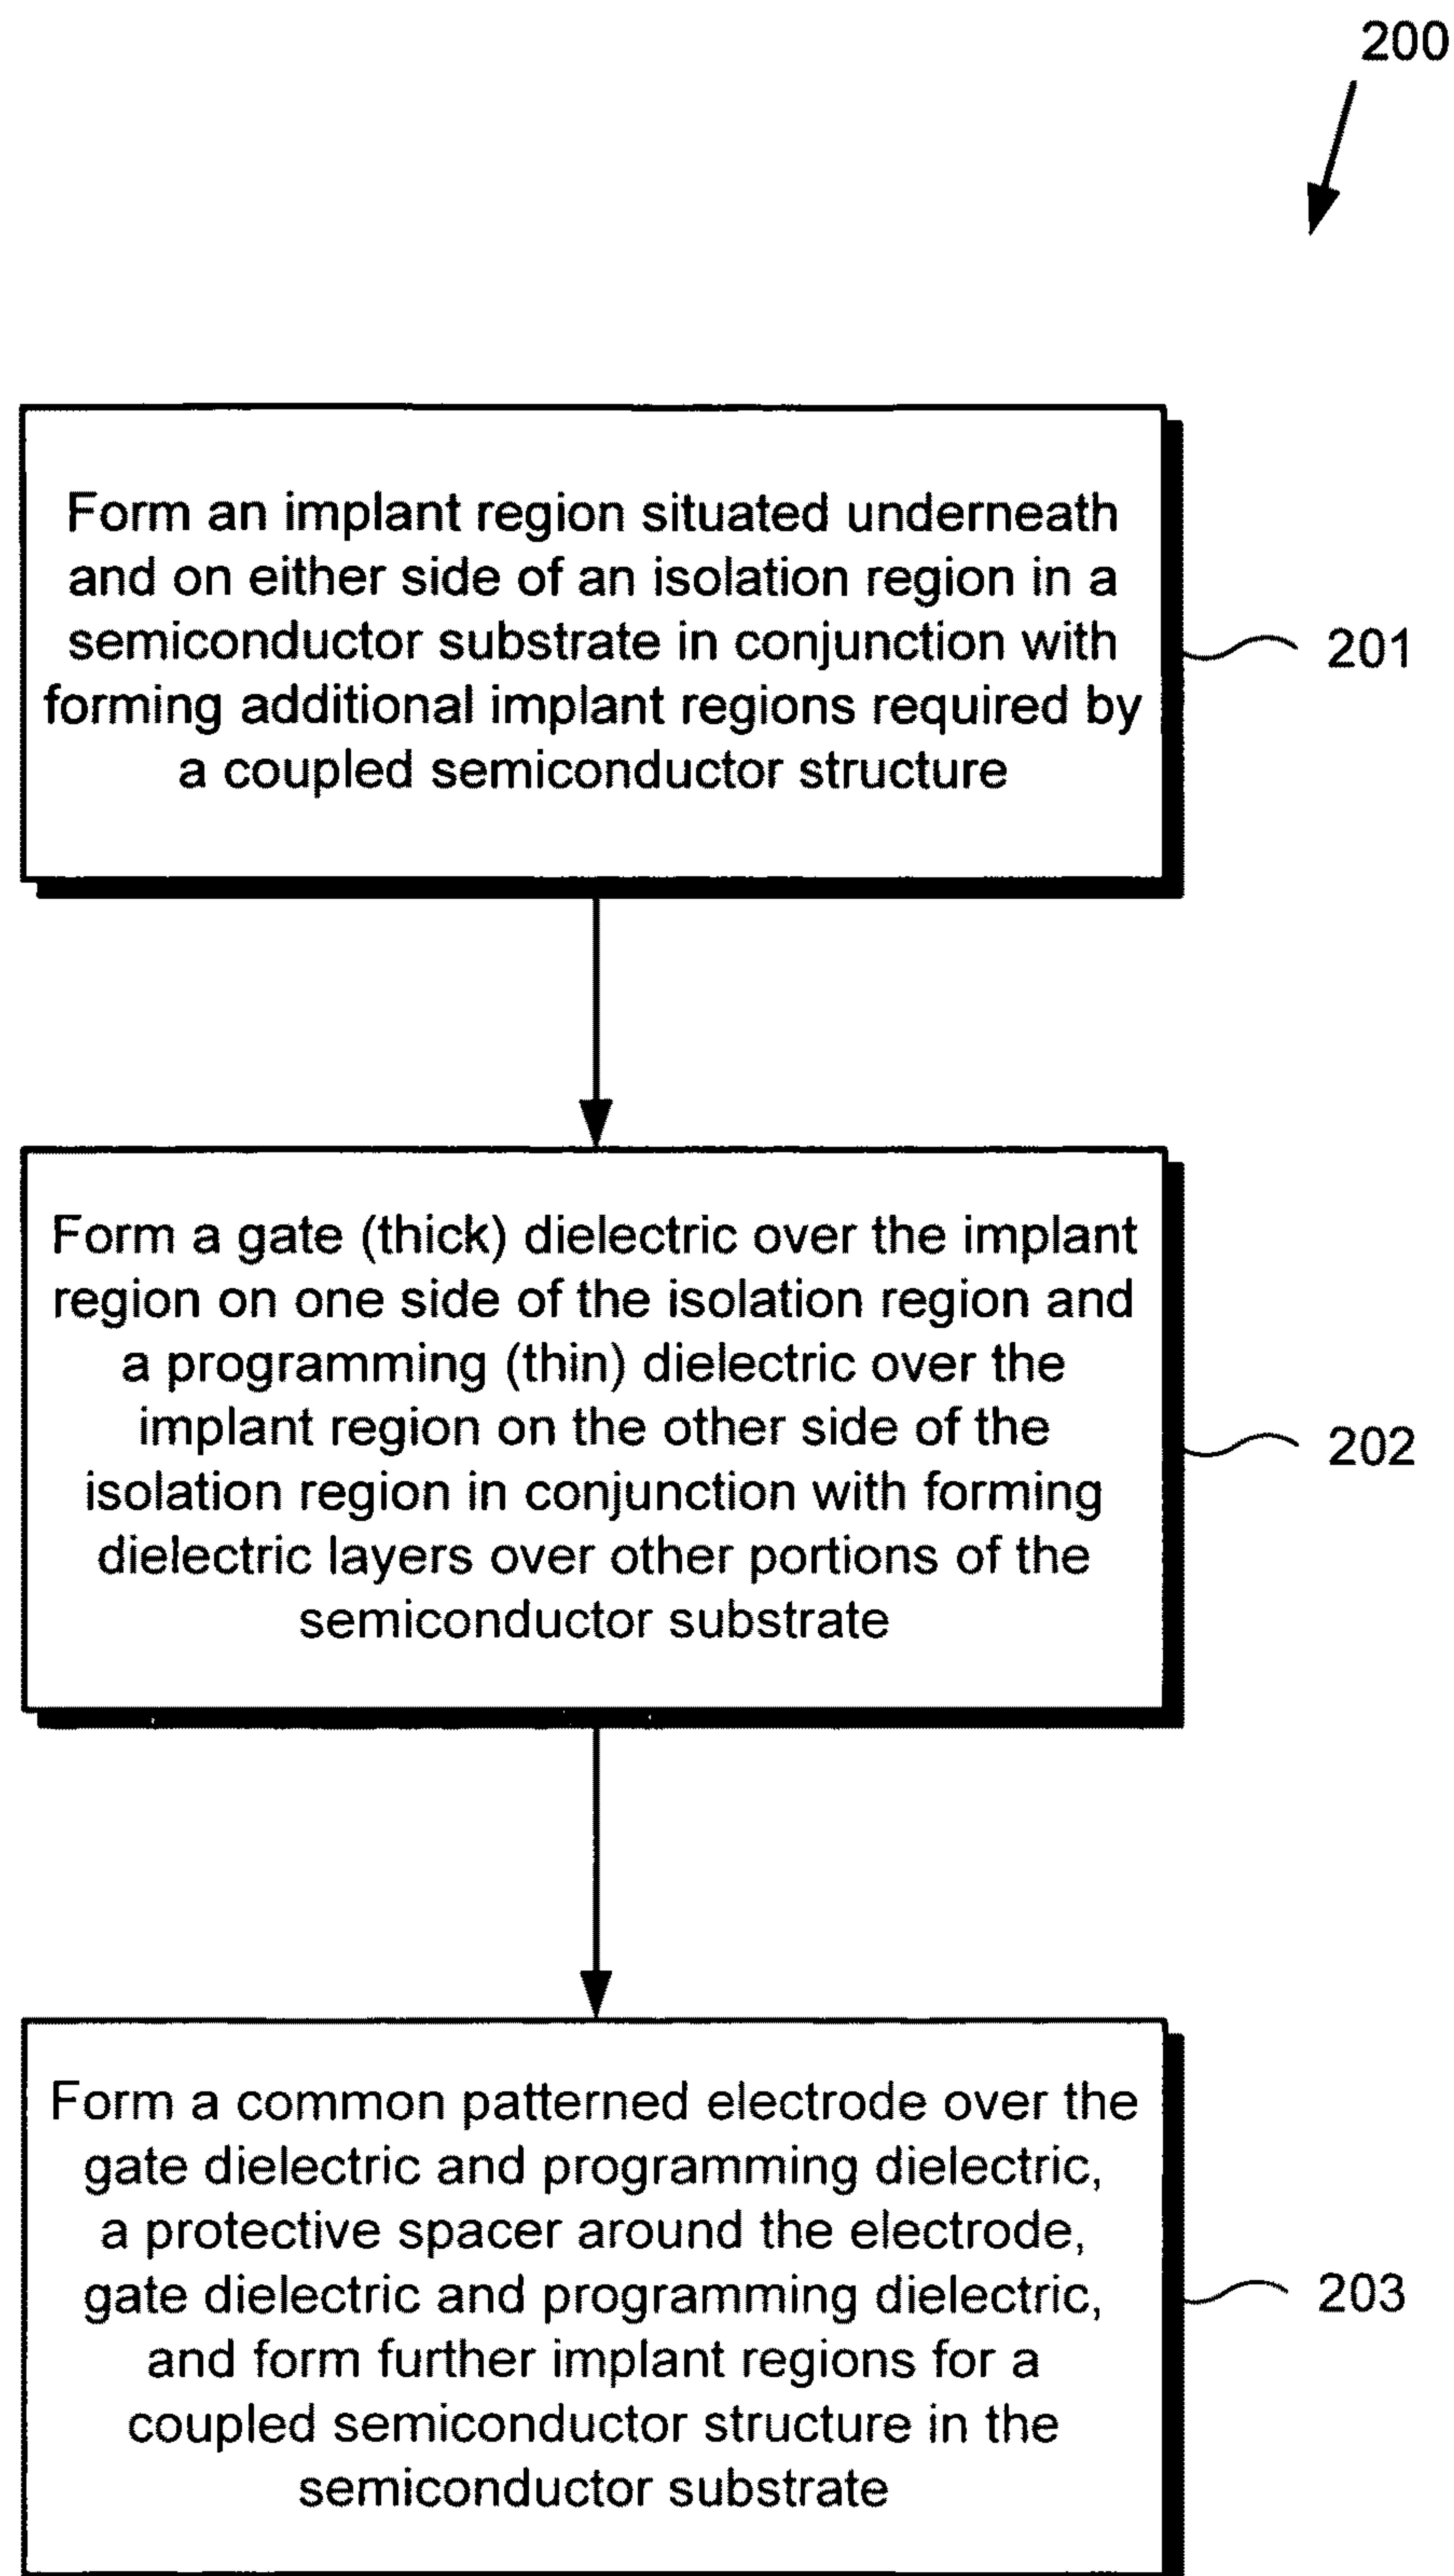 200
Form an implant region situated underneath
and on either side of an isolation region in a
semiconductor substrate in conjunction with
forming additional implant regions required by
a coupled semiconductor structure
201
Form a gate (thick) dielectric over the implant
region on one side of the isolation region and
a programming (thin) dielectric over the
implant region on the other side of the
isolation region in conjunction with forming
dielectric layers over other portions of the
semiconductor substrate
202
Form a common patterned electrode over the
gate dielectric and programming dielectric,
a protective spacer around the electrode,
gate dielectric and programming dielectric,
and form further implant regions for a
coupled semiconductor structure in the
semiconductor substrate
203